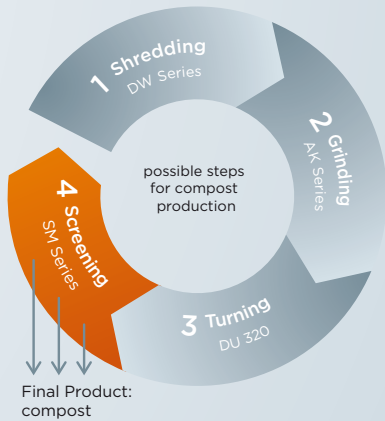 1 Shredding
DW Series
2 Grinding
AK Series
3 Turning
DU 320
4 Screening
SM Series
possible steps
for compost
production
Final Product:
compost